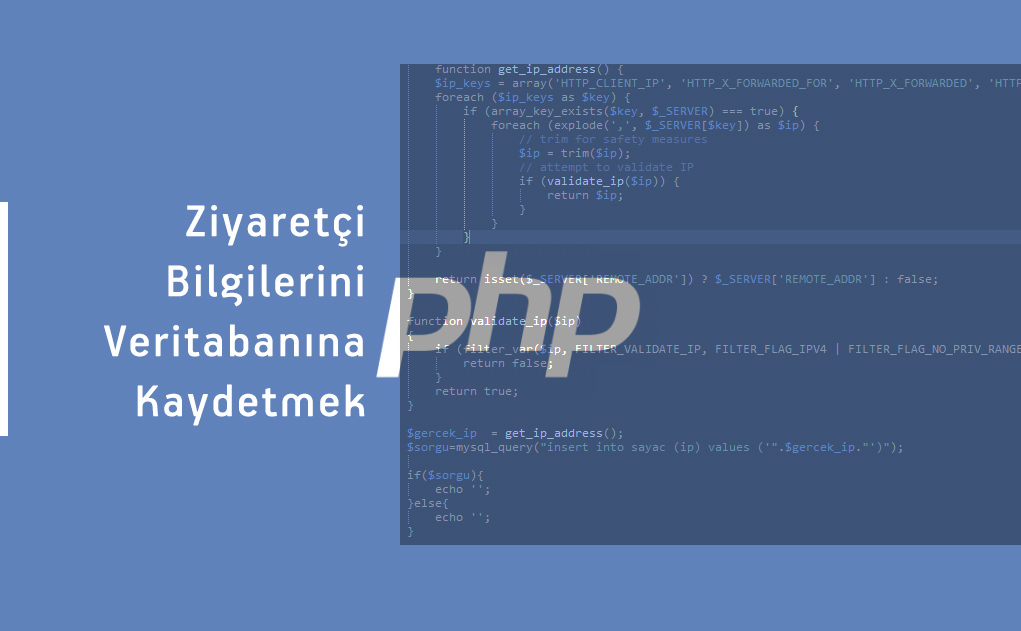 Ziyaretçi
Bilgilerini
Veritabanına
Kaydetmek
php
function get_ip_address() {
$ip_keys = array('HTTP_CLIENT_IP', 'HTTP_X_FORWARDED_FOR', 'HTTP_X_FORWARDED', 'HTTP
foreach ($ip_keys as $key) {
if (array_key_exists($key, $_SERVER) === true) {
foreach (explode(',', $_SERVER[$key]) as $ip) {
// trim for safety measures
$ip = trim($ip);
// attempt to validate IP
if (validate_ip($ip)) {
return $ip;
}
}
}
}
return isset($_SERVER['REMOTE_ADDR']) ? $_SERVER['REMOTE_ADDR'] : false;
}
function validate_ip($ip)
{
if (filter_var($ip, FILTER_VALIDATE_IP, FILTER_FLAG_IPV4 | FILTER_FLAG_NO_PRIV_RANGE
return false;
}
return true;
}
$gercek_ip = get_ip_address();
$sorgu=mysql_query("insert into sayac (ip) values ('".$gercek_ip."')");
if($sorgu){
echo '';
}else{
echo '';
}